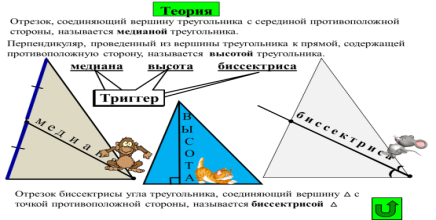 Теория
Отрезок, соединяющий вершину треугольника с серединой противоположной
стороны, называется медианой треугольника.
Перпендикуляр, проведенный из вершины треугольника к прямой, содержащей
противоположную сторону, называется высотой треугольника.
медиана высота биссектриса
Триггер
медиана
ВЫСОТА
биссектриса
Отрезок биссектрисы угла треугольника, соединяющий вершину △ с
точкой противоположной стороны, называется биссектрисой △